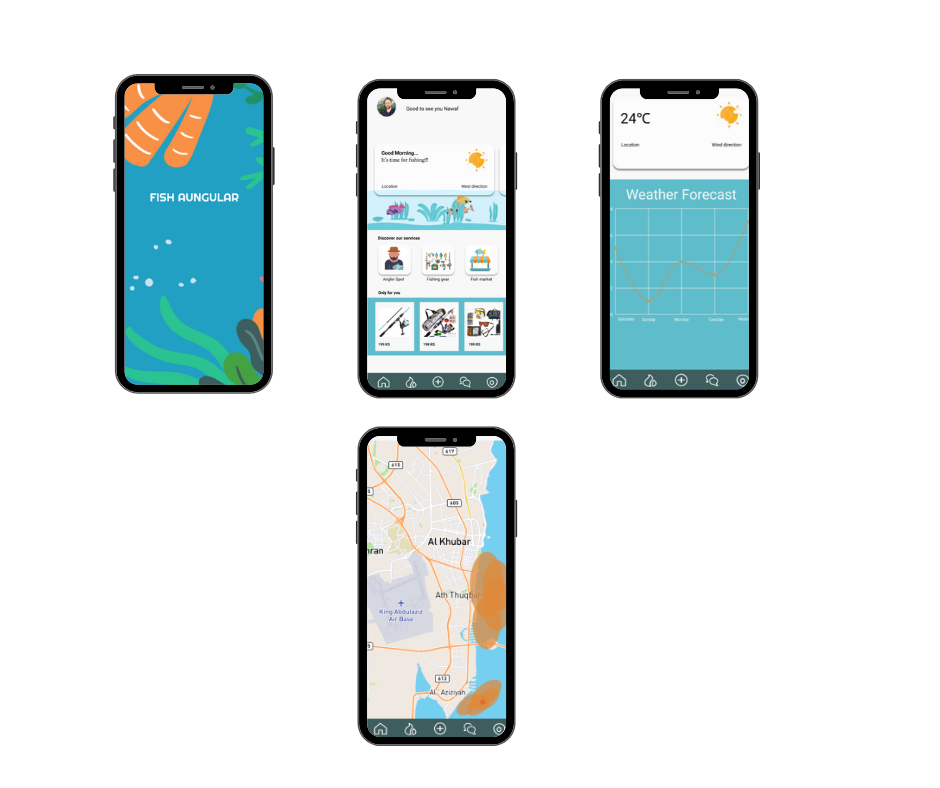 FISH AUNGULAR
Good to see you Nawaf
Good Morning...
It's time for fishing!!!
Location
Wind direction
Discover our services
Angler Spot
Fishing gear
Fish market
Only for you
199 RS
198 RS
199 RS
24°C
Location
Wind direction
Weather Forecast
Saturday
Sunday
Monday
Tuesday
617
615
605
Al Khubar
hran
Ath Thuqbah
King Abdulaziz
Air Base
613
Al Aziziyah